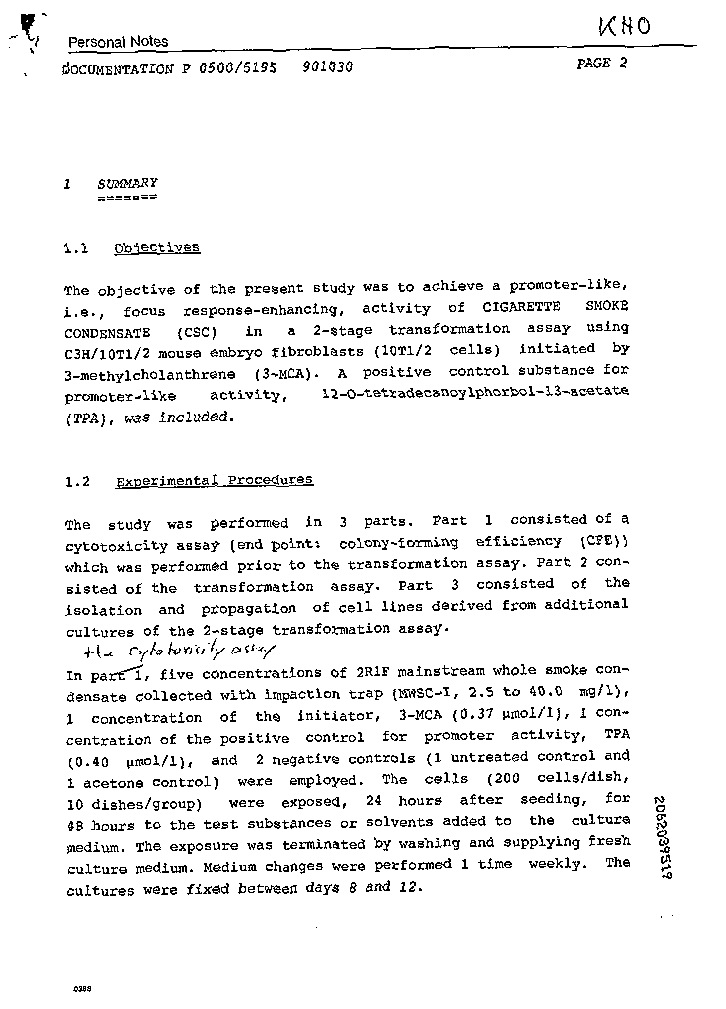 KHO
Personal Notes
DOCUMENTATION P 0500/5195 901030 PAGE 2
1 SUMMARY
=======
1.1 Objectives
The objective of the present study was to achieve a promoter-like,
i.e., focus response-enhancing, activity of CIGARETTE SMOKE
CONDENSATE (CSC) in a 2-stage transformation assay using
C3H/10T1/2 mouse embryo fibroblasts (10T1/2 cells) initiated by
3-methylcholanthrene (3-MCA). A positive control substance for
promoter-like activity, 12-O-tetradecanoylphorbol-13-acetate
(TPA), was included.
1.2 Experimental Procedures
The study was performed in 3 parts. Part 1 consisted of a
cytotoxicity assay (end point: colony-forming efficiency (CFE))
which was performed prior to the transformation assay. Part 2 con-
sisted of the transformation assay. Part 3 consisted of the
isolation and propagation of cell lines derived from additional
cultures of the 2-stage transformation assay.
the cytotoxicity assay
In part 1, five concentrations of 2R1F mainstream whole smoke con-
densate collected with impaction trap (MWSC-I, 2.5 to 40.0 mg/l),
1 concentration of the initiator, 3-MCA (0.37 µmol/l), 1 con-
centration of the positive control for promoter activity, TPA
(0.40 µmol/l), and 2 negative controls (1 untreated control and
1 acetone control) were employed. The cells (200 cells/dish,
10 dishes/group) were exposed, 24 hours after seeding, for
48 hours to the test substances or solvents added to the culture
medium. The exposure was terminated by washing and supplying fresh
culture medium. Medium changes were performed 1 time weekly. The
cultures were fixed between days 8 and 12.
2062039517
0388